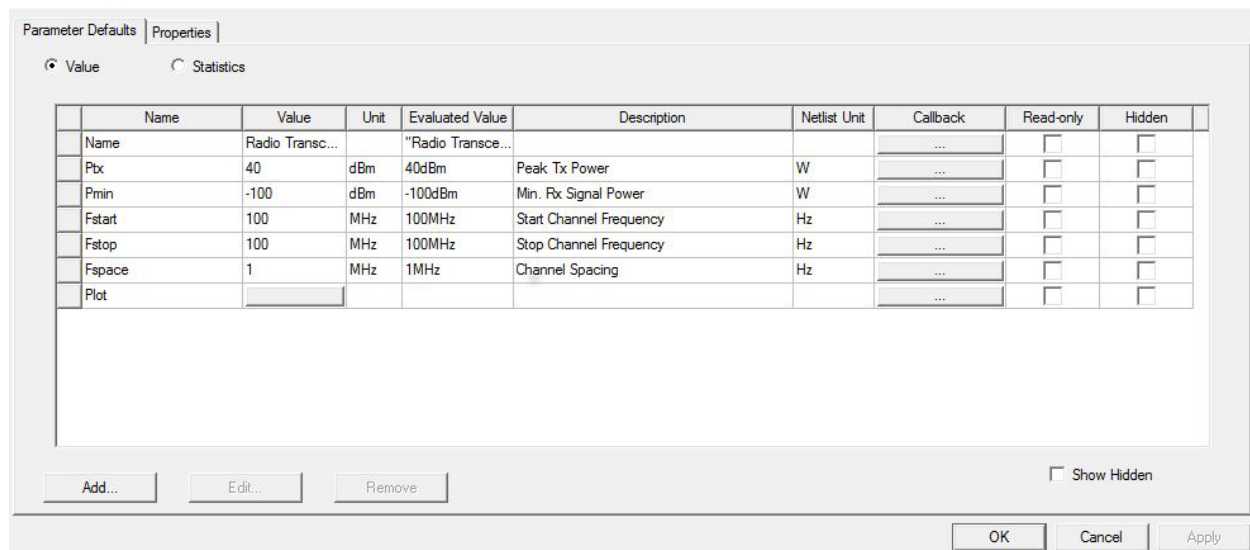 Parameter Defaults Properties
Value Statistics
Name Value Unit Evaluated Value Description Netlist Unit Callback Read-only Hidden
Name Radio Transc... "Radio Transce... ...
Ptx 40 dBm 40dBm Peak Tx Power W ...
Pmin -100 dBm -100dBm Min. Rx Signal Power W ...
Fstart 100 MHz 100MHz Start Channel Frequency Hz ...
Fstop 100 MHz 100MHz Stop Channel Frequency Hz ...
Fspace 1 MHz 1MHz Channel Spacing Hz ...
Plot ...
Show Hidden
Add... Edit... Remove
OK Cancel Apply